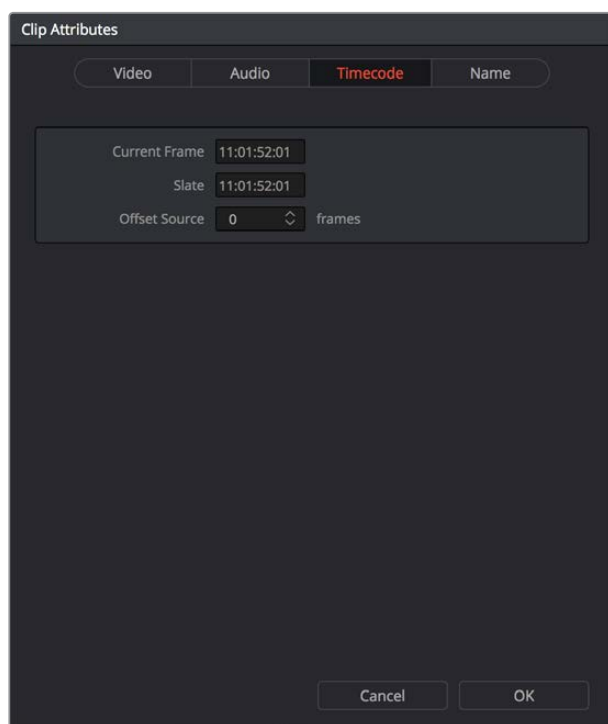 Clip Attributes
Video Audio Timecode Name
Current Frame 11:01:52:01
Slate 11:01:52:01
Offset Source 0 frames
Cancel OK